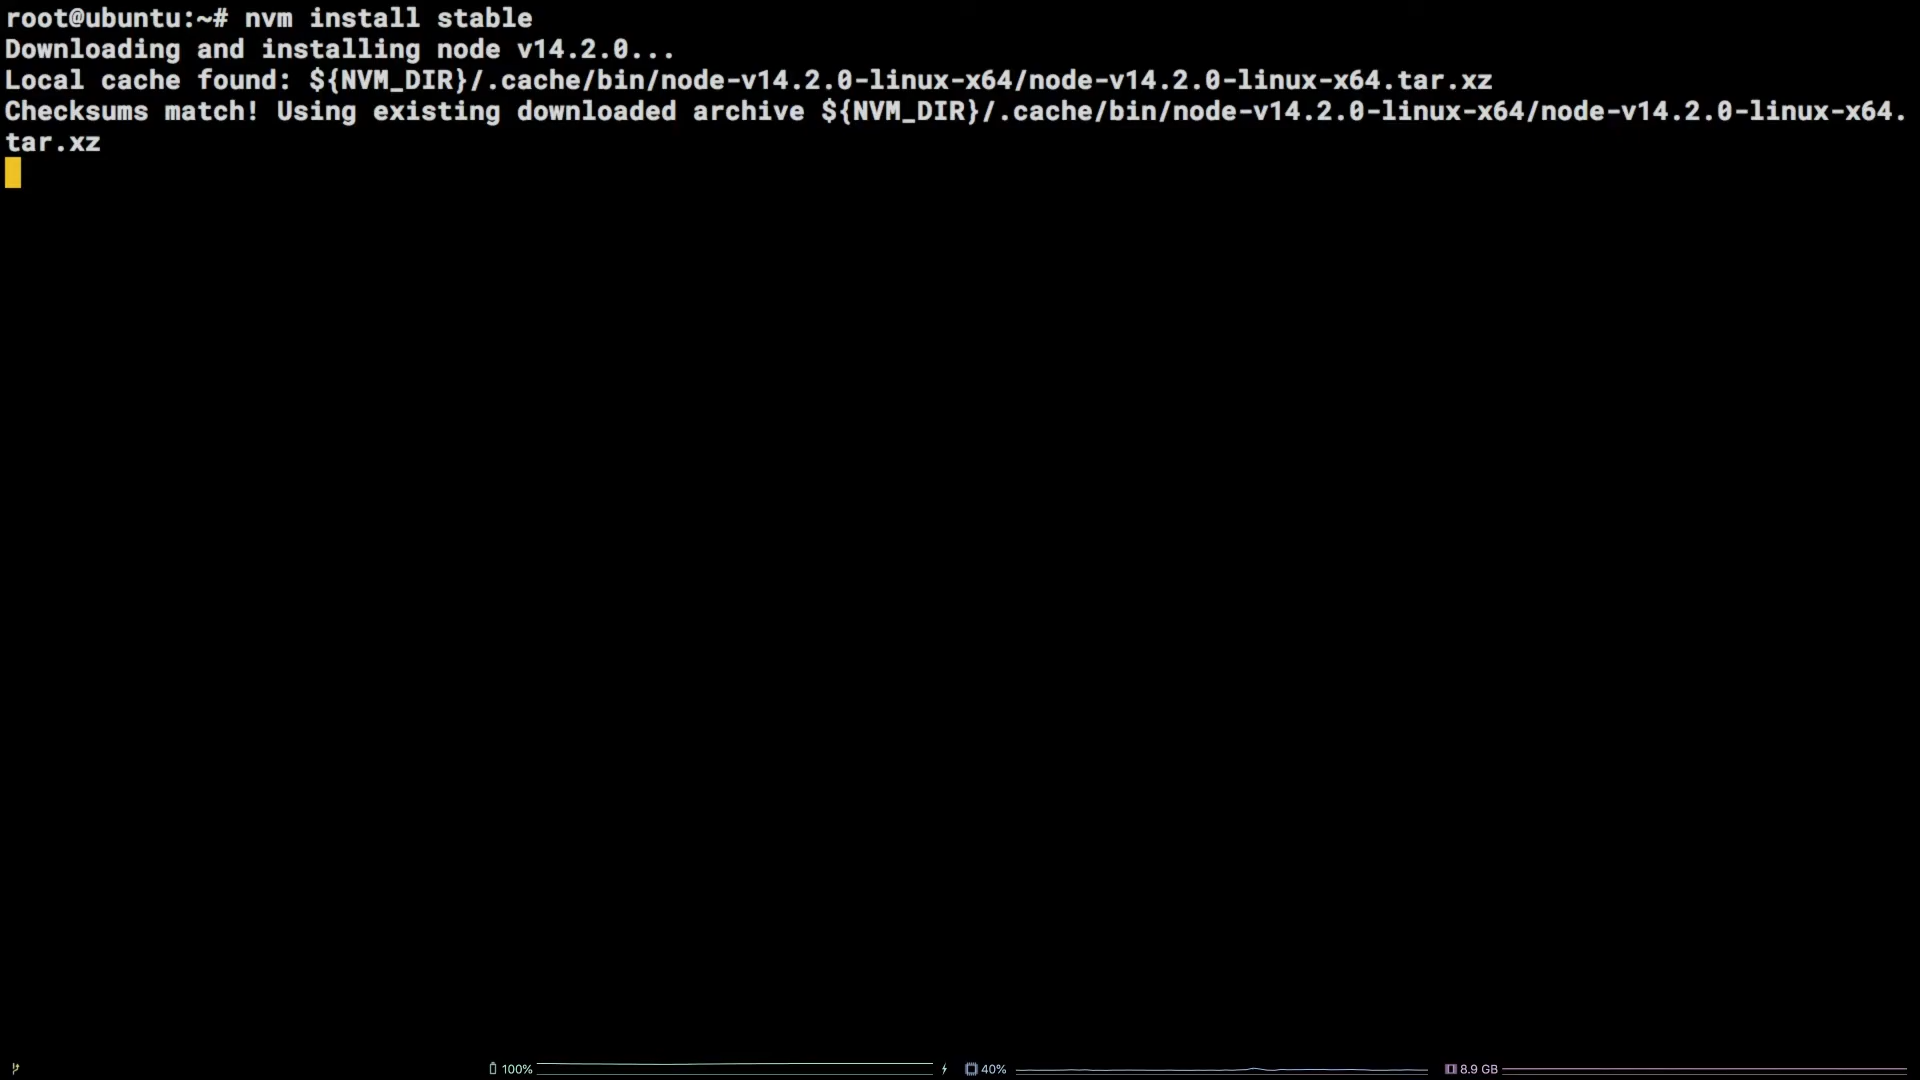 root@ubuntu:~# nvm install stable
Downloading and installing node v14.2.0...
Local cache found: ${NVM_DIR}/.cache/bin/node-v14.2.0-linux-x64/node-v14.2.0-linux-x64.tar.xz
Checksums match! Using existing downloaded archive ${NVM_DIR}/.cache/bin/node-v14.2.0-linux-x64/node-v14.2.0-linux-x64.
tar.xz
100% 40% 8.9 GB